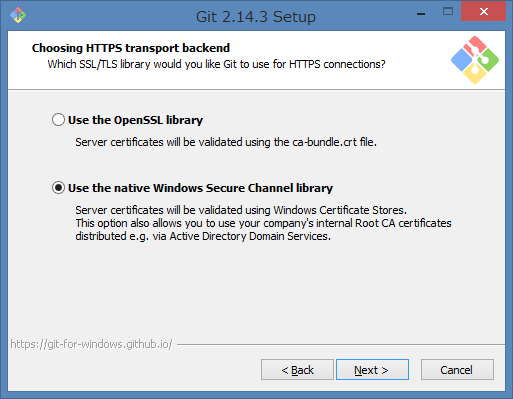 Git 2.14.3 Setup
Choosing HTTPS transport backend
Which SSL/TLS library would you like Git to use for HTTPS connections?
Use the OpenSSL library
Server certificates will be validated using the ca-bundle.crt file.
Use the native Windows Secure Channel library
Server certificates will be validated using Windows Certificate Stores.
This option also allows you to use your company's internal Root CA certificates
distributed e.g. via Active Directory Domain Services.
https://git-for-windows.github.io/
< Back
Next >
Cancel